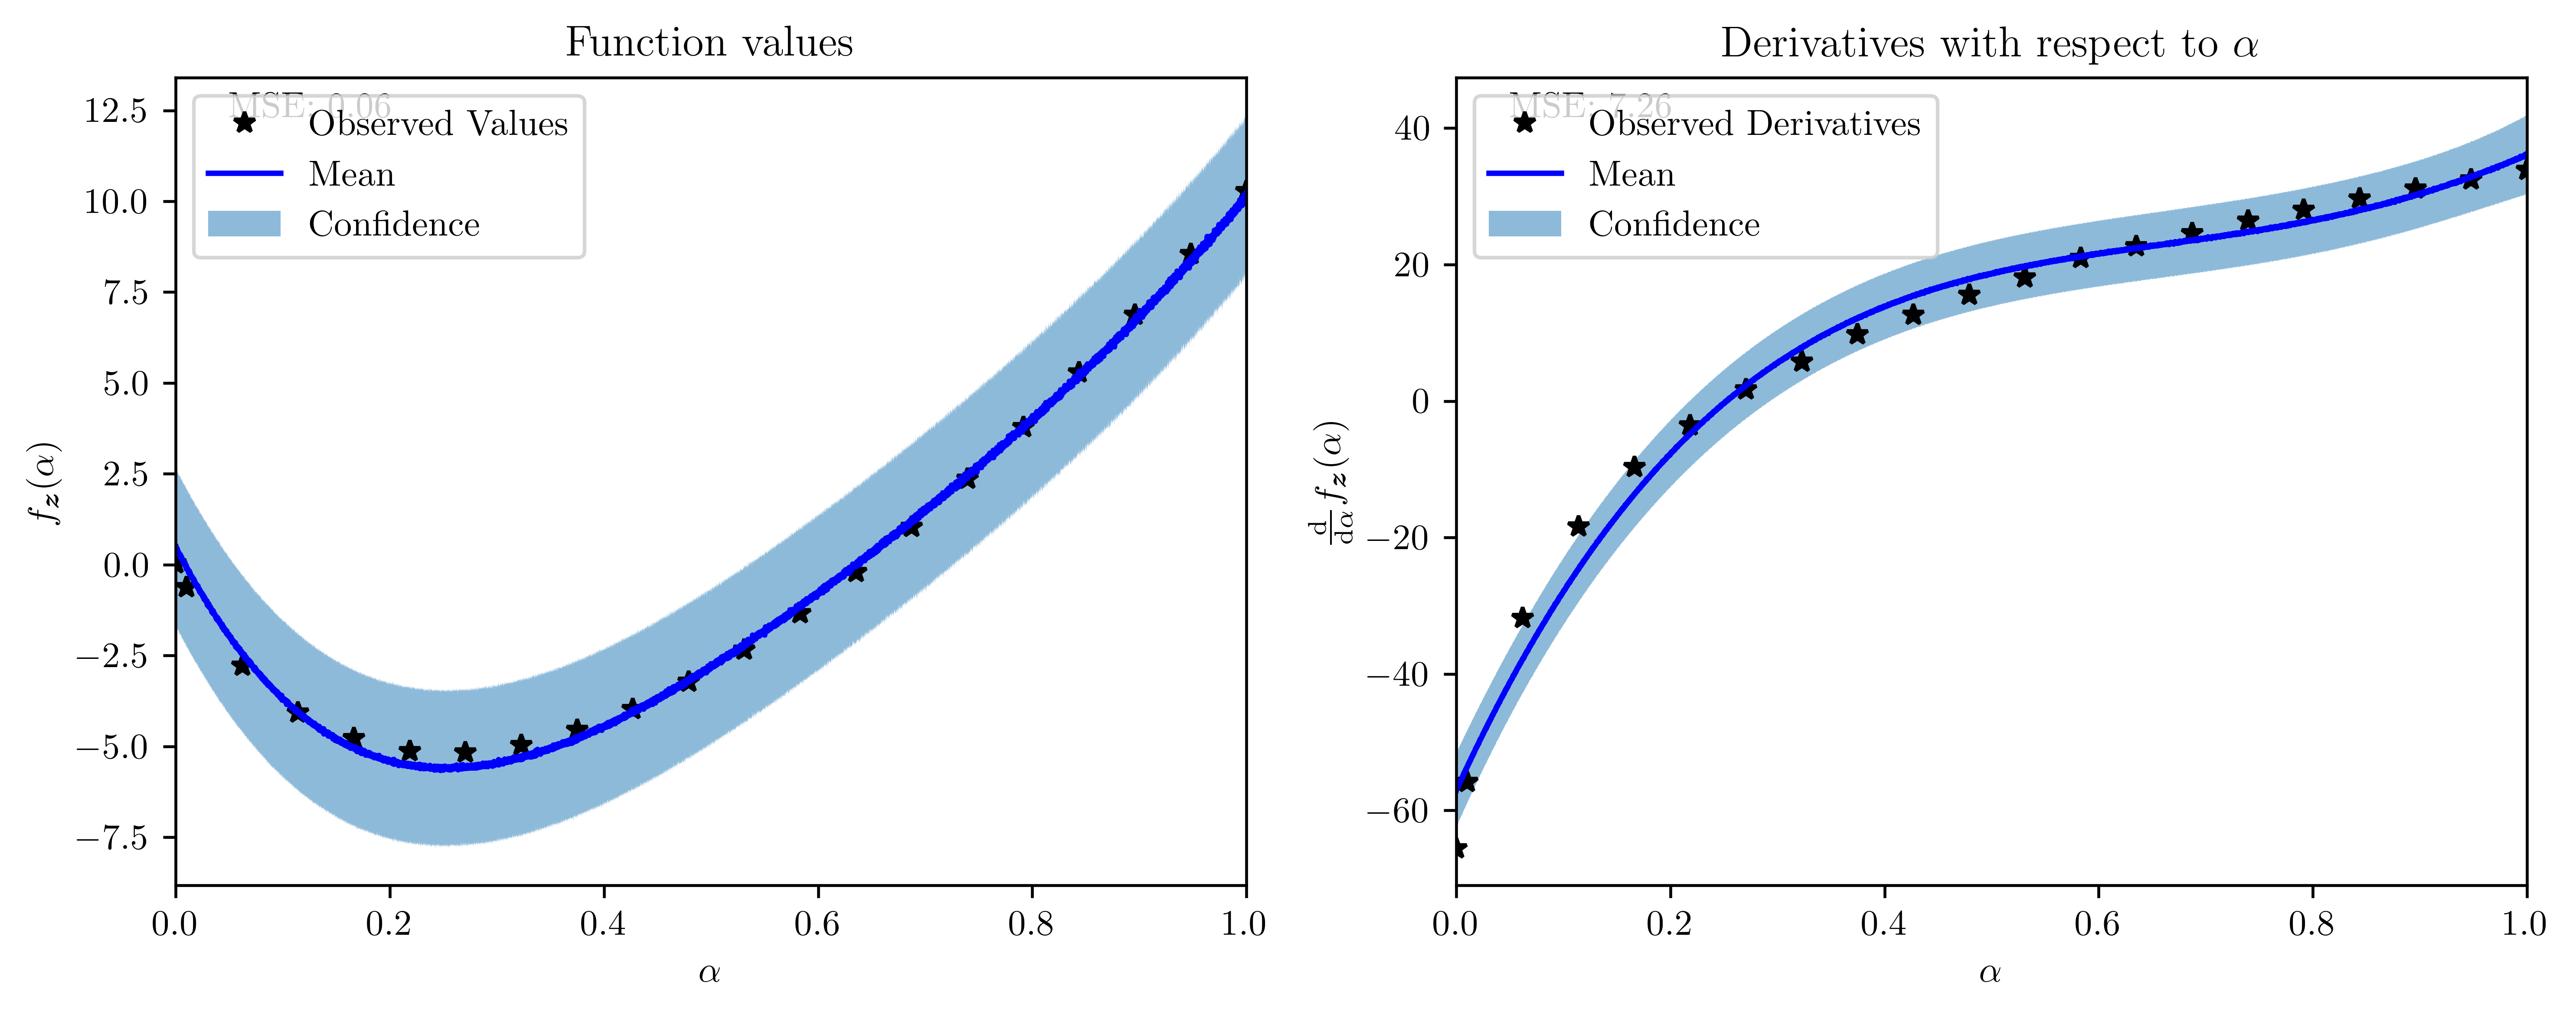 Function values
MSE: 0.06
Observed Values
Mean
Confidence
12.5
10.0
7.5
5.0
2.5
0.0
−2.5
−5.0
−7.5
f_z(α)
0.0 0.2 0.4 0.6 0.8 1.0
α
Derivatives with respect to α
MSE: 7.26
Observed Derivatives
Mean
Confidence
40
20
0
−20
−40
−60
d/dα f_z(α)
0.0 0.2 0.4 0.6 0.8 1.0
α